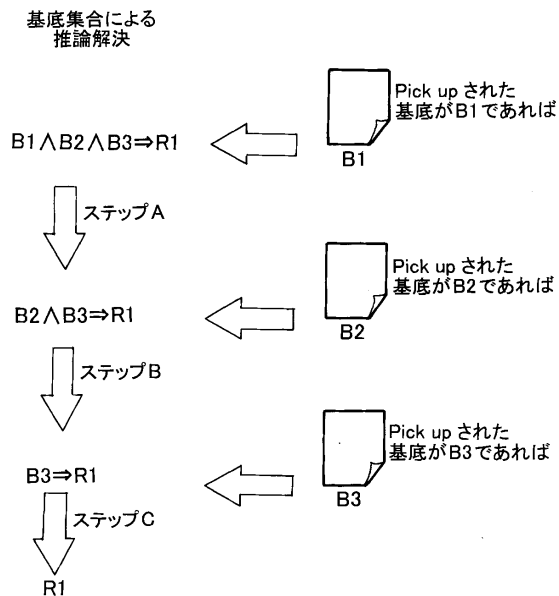 基底集合による
推論解決
Pick up された
基底がB1であれば
B1∧B2∧B3⇒R1
B1
ステップA
Pick up された
基底がB2であれば
B2∧B3⇒R1
B2
ステップB
Pick up された
基底がB3であれば
B3⇒R1
B3
ステップC
R1